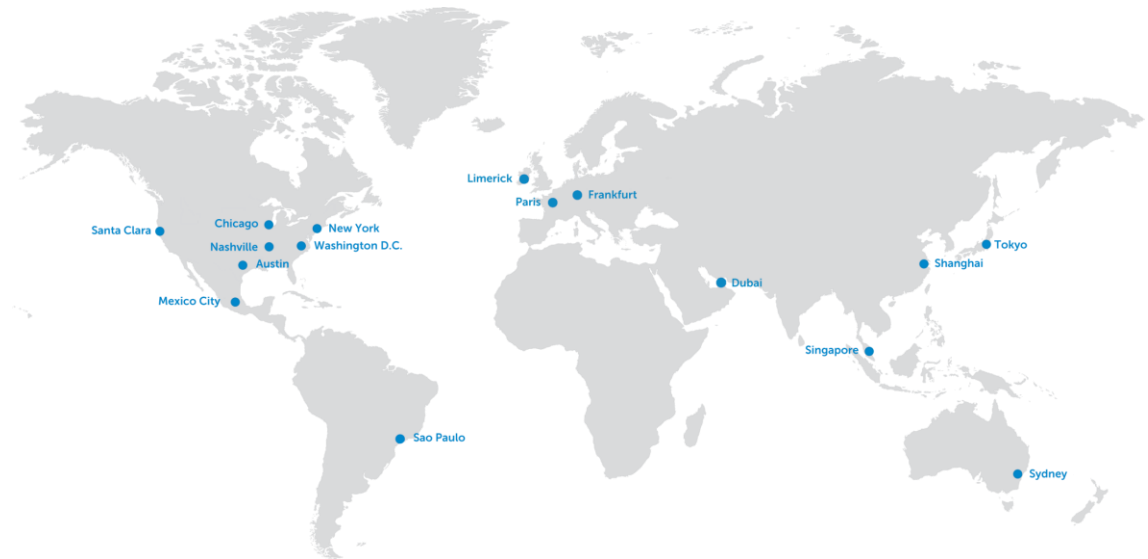 Limerick
Frankfurt
Paris
Chicago
New York
Santa Clara
Nashville
Washington D.C.
Tokyo
Austin
Shanghai
Dubai
Mexico City
Singapore
Sao Paulo
Sydney